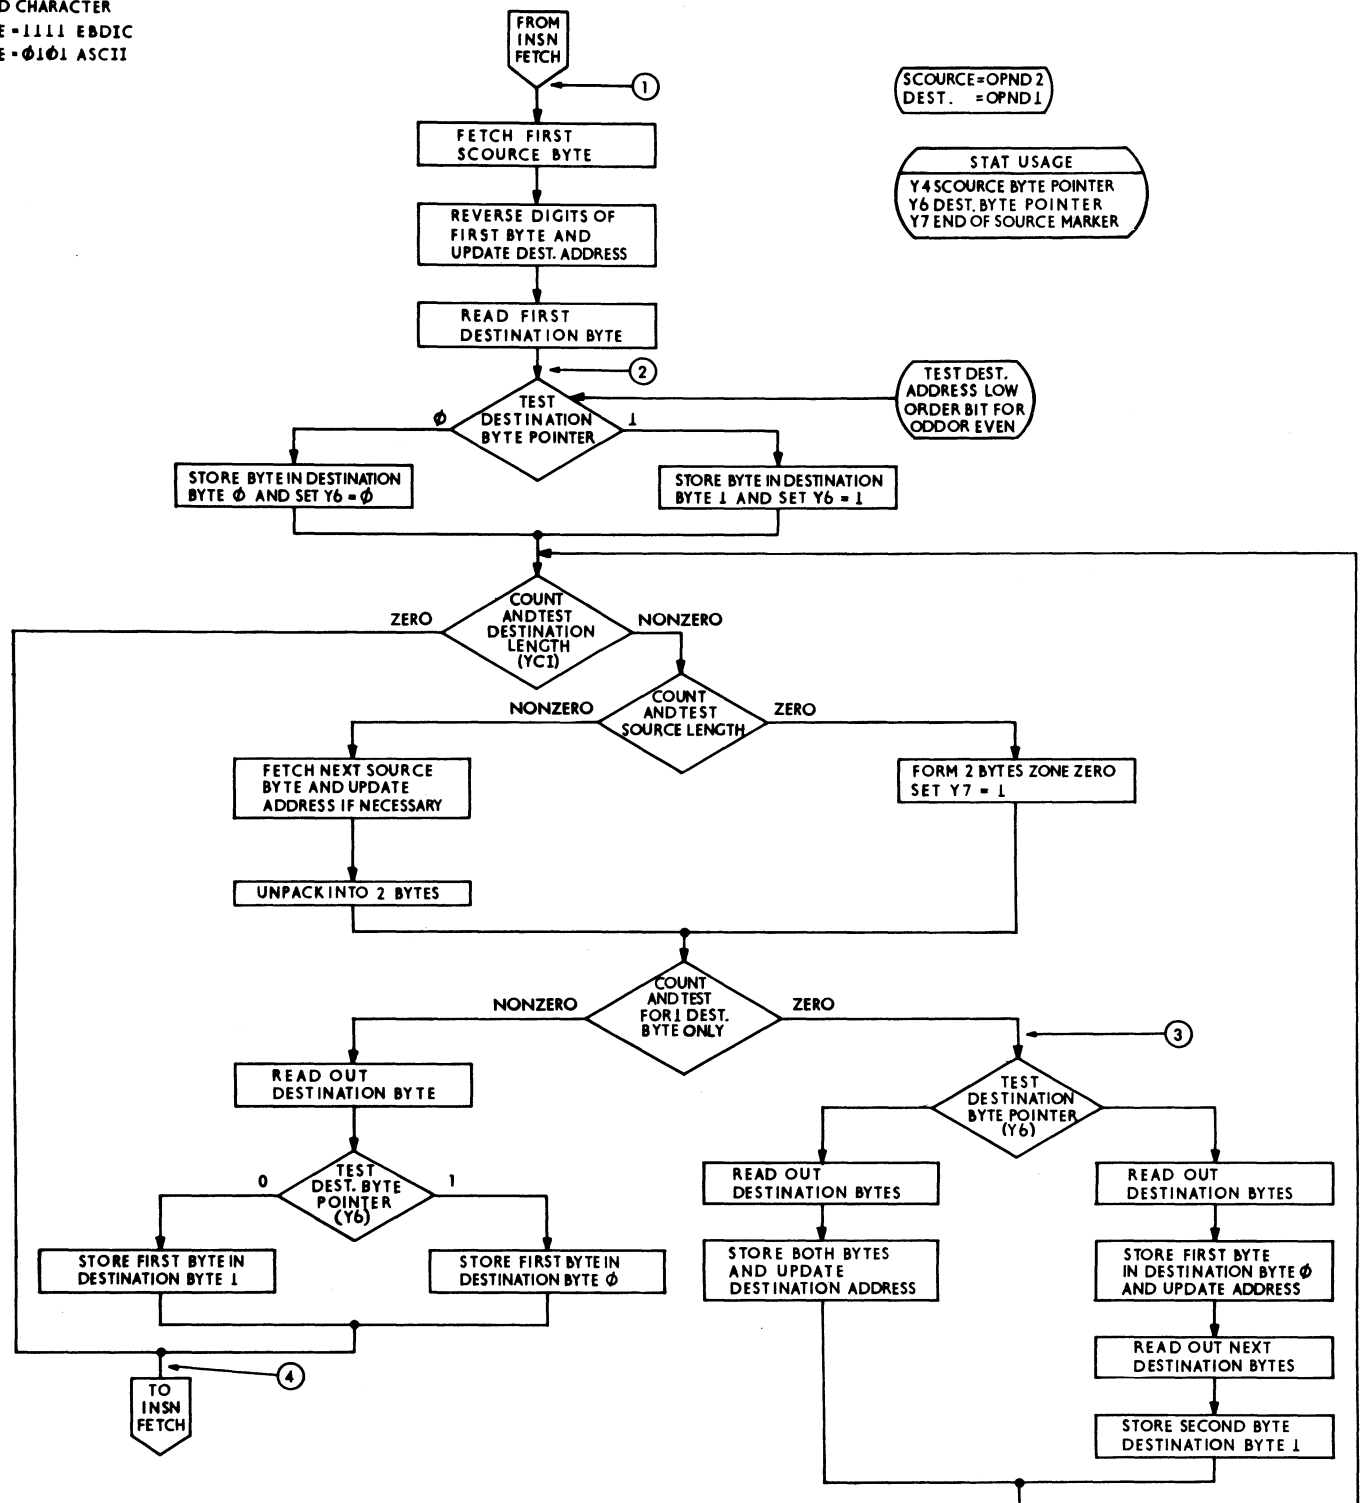 D CHARACTER
E = 1111 EBDIC
E = Ø1Ø1 ASCII
FROM
INSN
FETCH
1
SCOURCE=OPND 2
DEST. =OPND 1
FETCH FIRST
SCOURCE BYTE
STAT USAGE
Y4 SCOURCE BYTE POINTER
Y6 DEST. BYTE POINTER
Y7 END OF SOURCE MARKER
REVERSE DIGITS OF
FIRST BYTE AND
UPDATE DEST. ADDRESS
READ FIRST
DESTINATION BYTE
2
TEST
DESTINATION
BYTE POINTER
Ø
1
TEST DEST.
ADDRESS LOW
ORDER BIT FOR
ODDOR EVEN
STORE BYTE IN DESTINATION
BYTE Ø AND SET Y6 = Ø
STORE BYTE IN DESTINATION
BYTE 1 AND SET Y6 = 1
COUNT
AND TEST
DESTINATION
LENGTH
(YCI)
ZERO
NONZERO
COUNT
AND TEST
SOURCE LENGTH
NONZERO
ZERO
FETCH NEXT SOURCE
BYTE AND UPDATE
ADDRESS IF NECESSARY
FORM 2 BYTES ZONE ZERO
SET Y7 = 1
UNPACK INTO 2 BYTES
COUNT
AND TEST
FOR 1 DEST.
BYTE ONLY
NONZERO
ZERO
3
READ OUT
DESTINATION BYTE
TEST
DESTINATION
BYTE POINTER
(Y6)
TEST
DEST. BYTE
POINTER
(Y6)
0
1
READ OUT
DESTINATION BYTES
READ OUT
DESTINATION BYTES
STORE FIRST BYTE IN
DESTINATION BYTE 1
STORE FIRST BYTE IN
DESTINATION BYTE Ø
STORE BOTH BYTES
AND UPDATE
DESTINATION ADDRESS
STORE FIRST BYTE
IN DESTINATION BYTE Ø
AND UPDATE ADDRESS
READ OUT NEXT
DESTINATION BYTES
4
TO
INSN
FETCH
STORE SECOND BYTE
DESTINATION BYTE 1